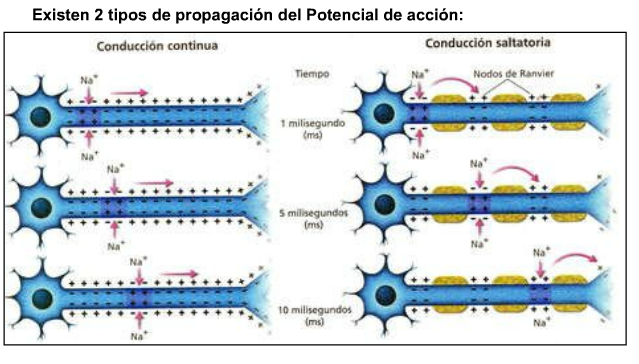 Existen 2 tipos de propagación del Potencial de acción:
Conducción continua
Conducción saltatoria
Tiempo
Na⁺
Na⁺
Na⁺
Nodos de Ranvier
Na⁺
1 milisegundo
(ms)
Na⁺
Na⁺
Na⁺
Na⁺
5 milisegundos
(ms)
Na⁺
Na⁺
Na⁺
Na⁺
10 milisegundos
(ms)